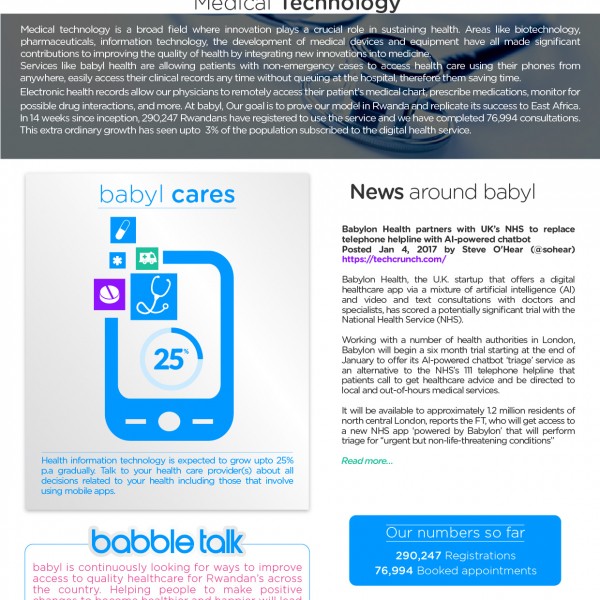 Medical Technology
Medical technology is a broad field where innovation plays a crucial role in sustaining health. Areas like biotechnology,
pharmaceuticals, information technology, the development of medical devices and equipment have all made significant
contributions to improving the quality of health by integrating new innovations into medicine.
Services like babyl health are allowing patients with non-emergency cases to access health care using their phones from
anywhere, easily access their clinical records any time without queuing at the hospital, therefore them saving time.
Electronic health records allow our physicians to remotely access their patient's medical chart, prescribe medications, monitor for
possible drug interactions, and more. At babyl, Our goal is to prove our model in Rwanda and replicate its success to East Africa.
In 14 weeks since inception, 290,247 Rwandans have registered to use the service and we have completed 76,994 consultations.
This extra ordinary growth has seen upto 3% of the population subscribed to the digital health service.
babyl cares
25%
Health information technology is expected to grow upto 25%
p.a gradually. Talk to your health care provider(s) about all
decisions related to your health including those that involve
using mobile apps.
babble talk
babyl is continuously looking for ways to improve
access to quality healthcare for Rwandan's across
the country. Helping people to make positive
changes to become healthier and happier will lead
News around babyl
Babylon Health partners with UK's NHS to replace
telephone helpline with AI-powered chatbot
Posted Jan 4, 2017 by Steve O'Hear (@sohear)
https://techcrunch.com/
Babylon Health, the U.K. startup that offers a digital
healthcare app via a mixture of artificial intelligence (AI)
and video and text consultations with doctors and
specialists, has scored a potentially significant trial with the
National Health Service (NHS).
Working with a number of health authorities in London,
Babylon will begin a six month trial starting at the end of
January to offer its AI-powered chatbot 'triage' service as
an alternative to the NHS's 111 telephone helpline that
patients call to get healthcare advice and be directed to
local and out-of-hours medical services.
It will be available to approximately 1.2 million residents of
north central London, reports the FT, who will get access to
a new NHS app 'powered by Babylon' that will perform
triage for "urgent but non-life-threatening conditions"
Read more...
Our numbers so far
290,247 Registrations
76,994 Booked appointments